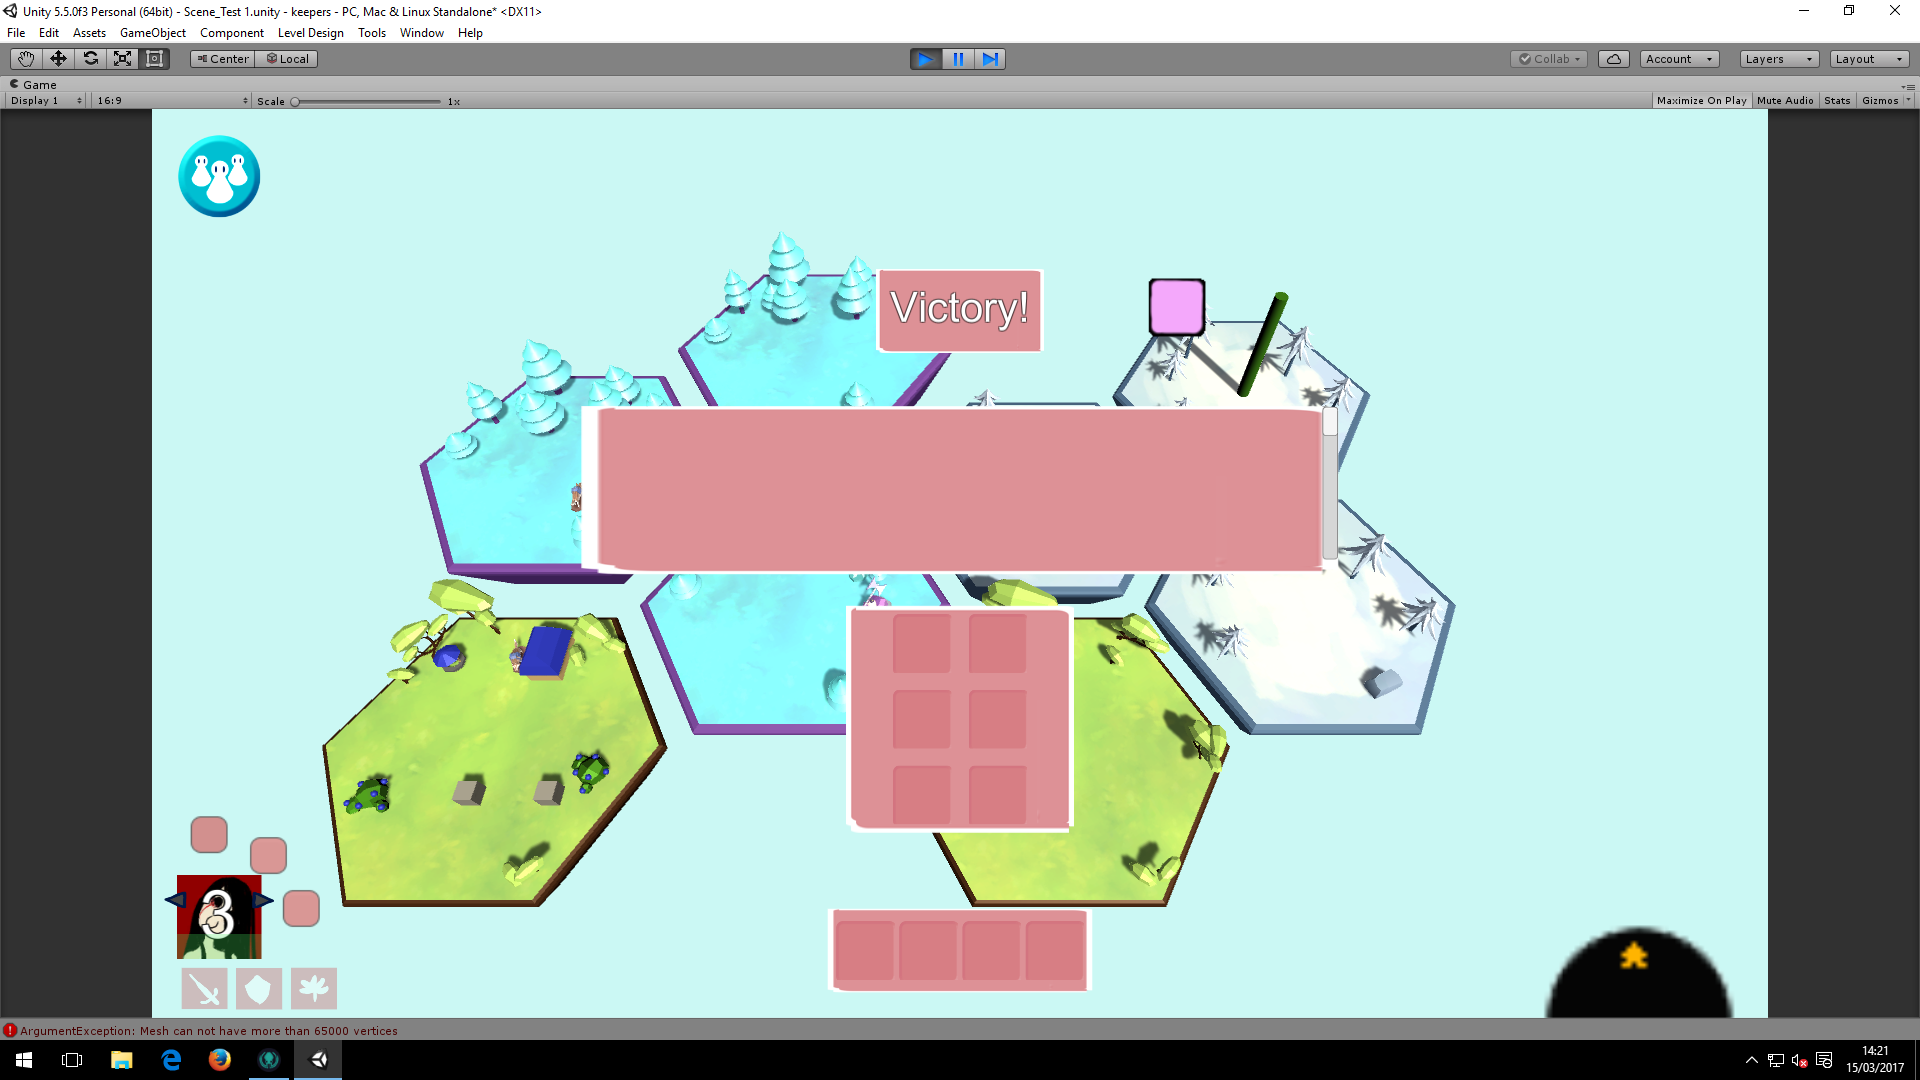 Unity 5.5.0f3 Personal (64bit) - Scene_Test 1.unity - keepers - PC, Mac & Linux Standalone* <DX11>
File Edit Assets GameObject Component Level Design Tools Window Help
Center Local Collab Account Layers Layout
Game
Display 1 16:9 Scale 1x Maximize On Play Mute Audio Stats Gizmos
Victory!
3
ArgumentException: Mesh can not have more than 65000 vertices
14:21
15/03/2017